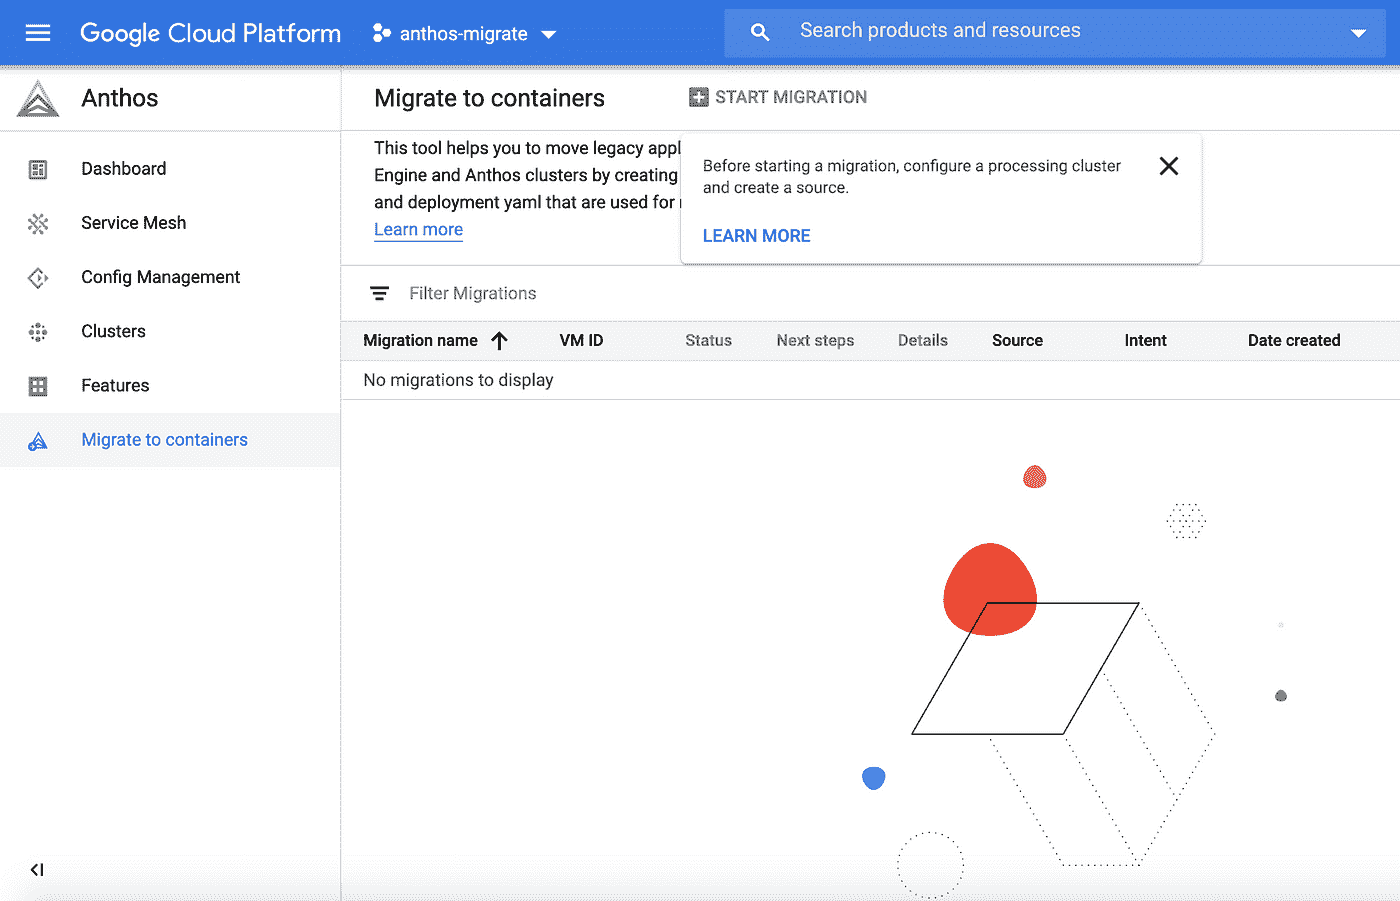 Google Cloud Platform
anthos-migrate
Search products and resources
Anthos
Migrate to containers
START MIGRATION
Dashboard
Service Mesh
Config Management
Clusters
Features
Migrate to containers
This tool helps you to move legacy appl
Engine and Anthos clusters by creating
and deployment yaml that are used for
Learn more
Before starting a migration, configure a processing cluster
and create a source.
LEARN MORE
Filter Migrations
Migration name VM ID Status Next steps Details Source Intent Date created
No migrations to display